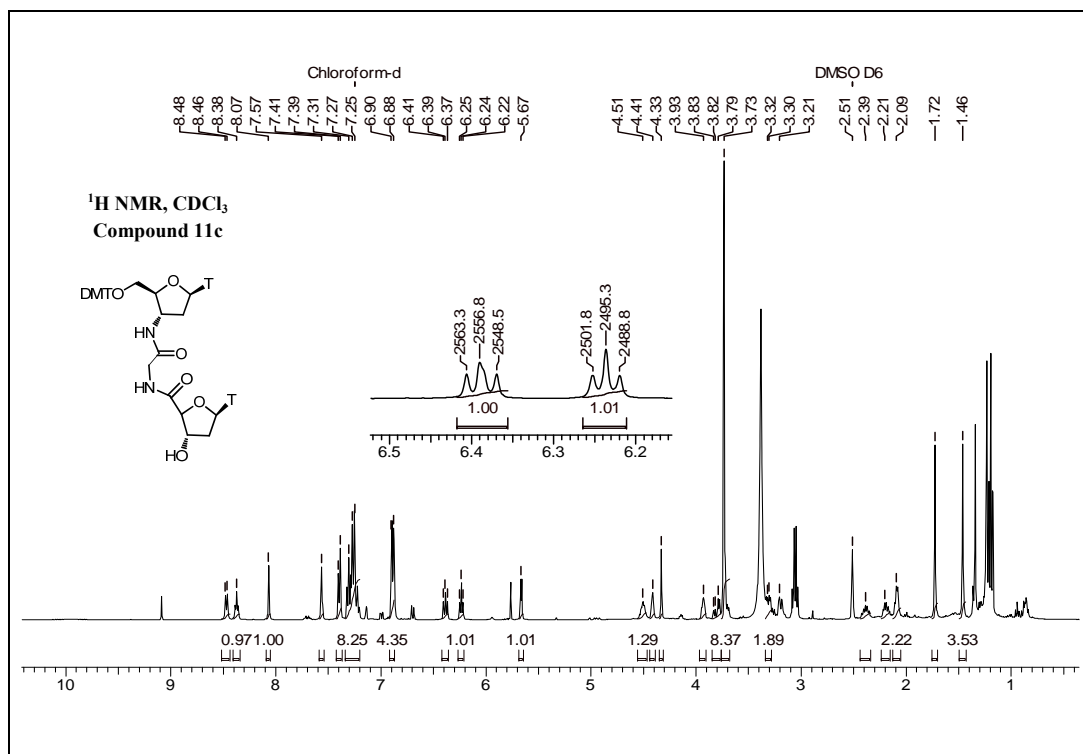 Chloroform-d
DMSO D6
8.48 8.46 8.38 8.07 7.57 7.41 7.39 7.31 7.27 7.25 6.90 6.88 6.41 6.39 6.37 6.25 6.24 6.22 5.67
4.51 4.41 4.33 3.93 3.83 3.82 3.79 3.73 3.32 3.30 3.21 2.51 2.39 2.21 2.09 1.72 1.46
¹H NMR, CDCl₃
Compound 11c
O T
DMTO
NH
O
HN
O
O T
HO
2563.3 2556.8 2548.5 2501.8 2495.3 2488.8
1.00 1.01
6.5 6.4 6.3 6.2
0.97 1.00 8.25 4.35 1.01 1.01 1.29 8.37 1.89 2.22 3.53
10 9 8 7 6 5 4 3 2 1